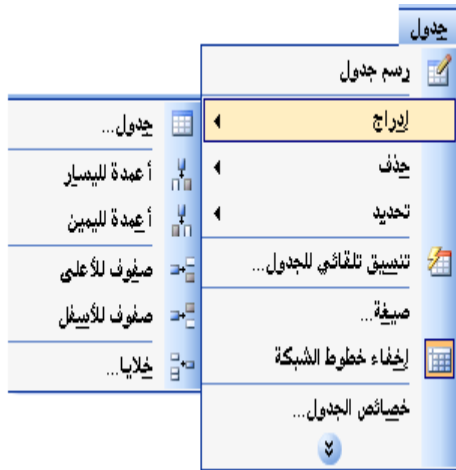 جدول
رسم جدول
إدراج
حذف
تحديد
تنسيق تلقائي للجدول...
صيغة...
إخفاء خطوط الشبكة
خصائص الجدول...
جدول...
أعمدة لليسار
أعمدة لليمين
صفوف للأعلى
صفوف للأسفل
خلايا...